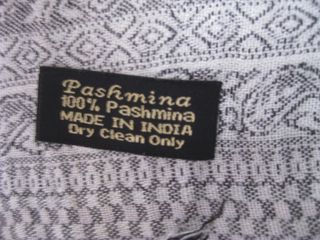 Pashmina
100% Pashmina
MADE IN INDIA
Dry Clean Only